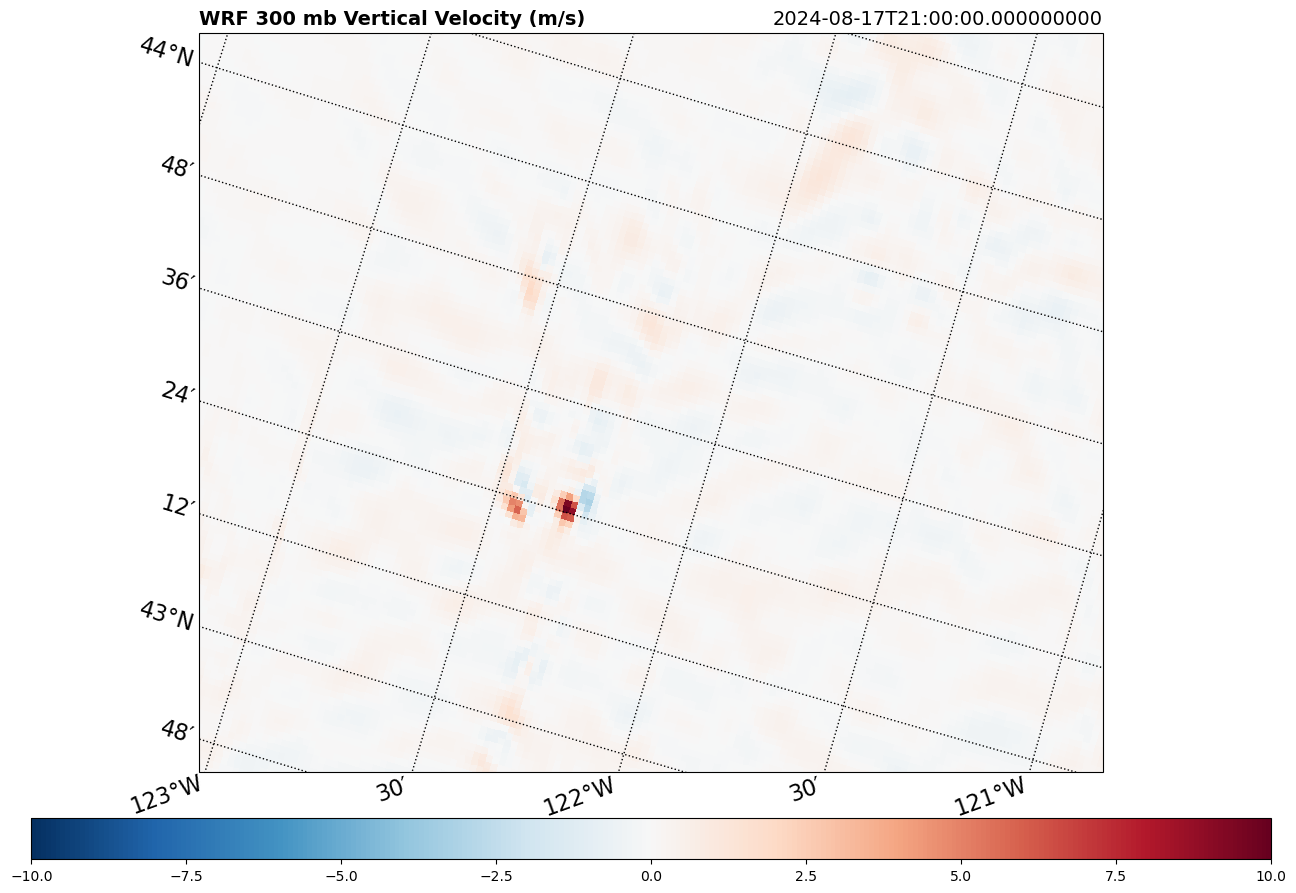 WRF 300 mb Vertical Velocity (m/s) 2024-08-17T21:00:00.000000000
44°N
48′
36′
24′
12′
43°N
48′
123°W 30′ 122°W 30′ 121°W
−10.0 −7.5 −5.0 −2.5 0.0 2.5 5.0 7.5 10.0